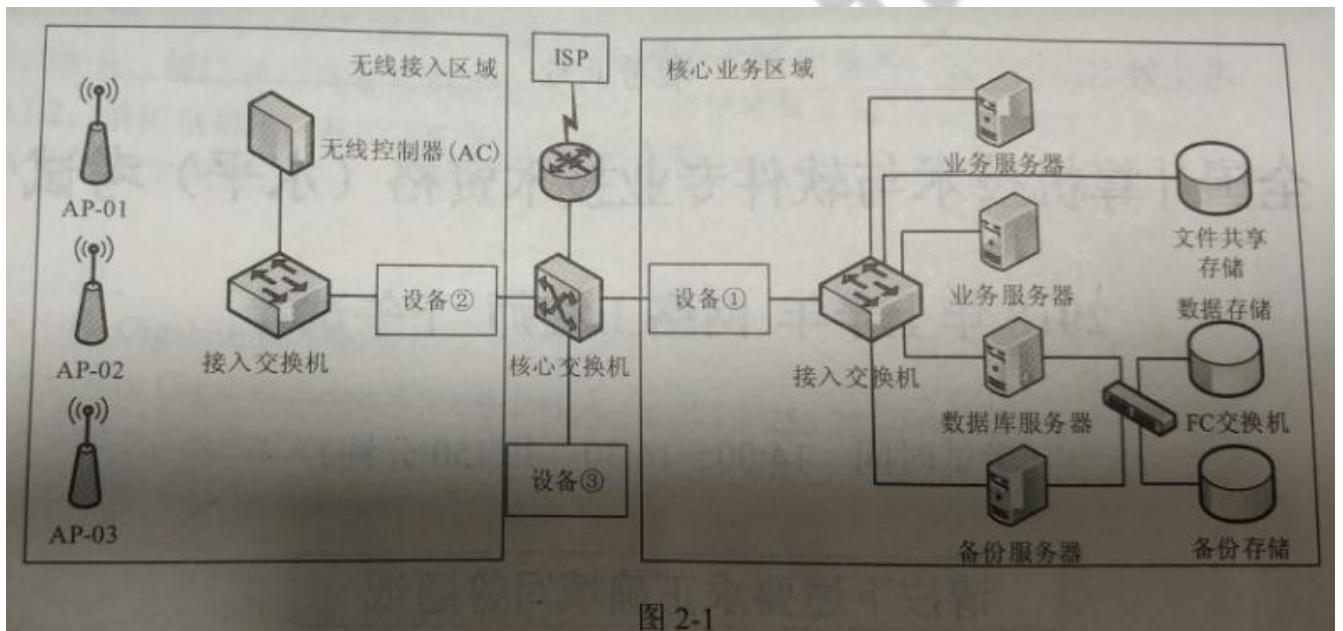 无线接入区域
ISP
核心业务区域
无线控制器(AC)
业务服务器
AP-01
文件共享
存储
设备②
设备①
业务服务器
数据存储
接入交换机
核心交换机
接入交换机
AP-02
数据库服务器
FC交换机
设备③
AP-03
备份服务器
备份存储
图 2-1